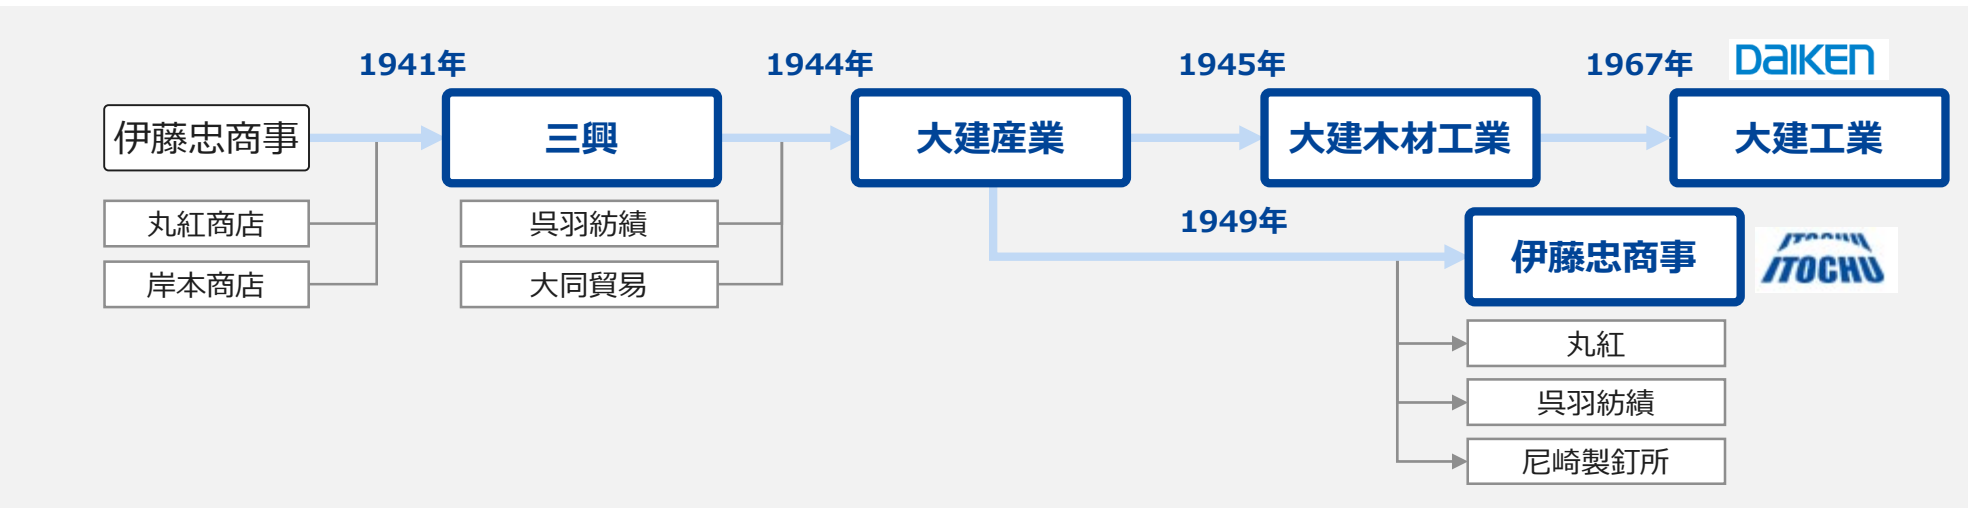 1941年
1944年
1945年
1967年
DAIKEN
伊藤忠商事
三興
大建産業
大建木材工業
大建工業
丸紅商店
呉羽紡績
1949年
伊藤忠商事
ITOCHU
ITOCHU
岸本商店
大同貿易
丸紅
呉羽紡績
尼崎製釘所